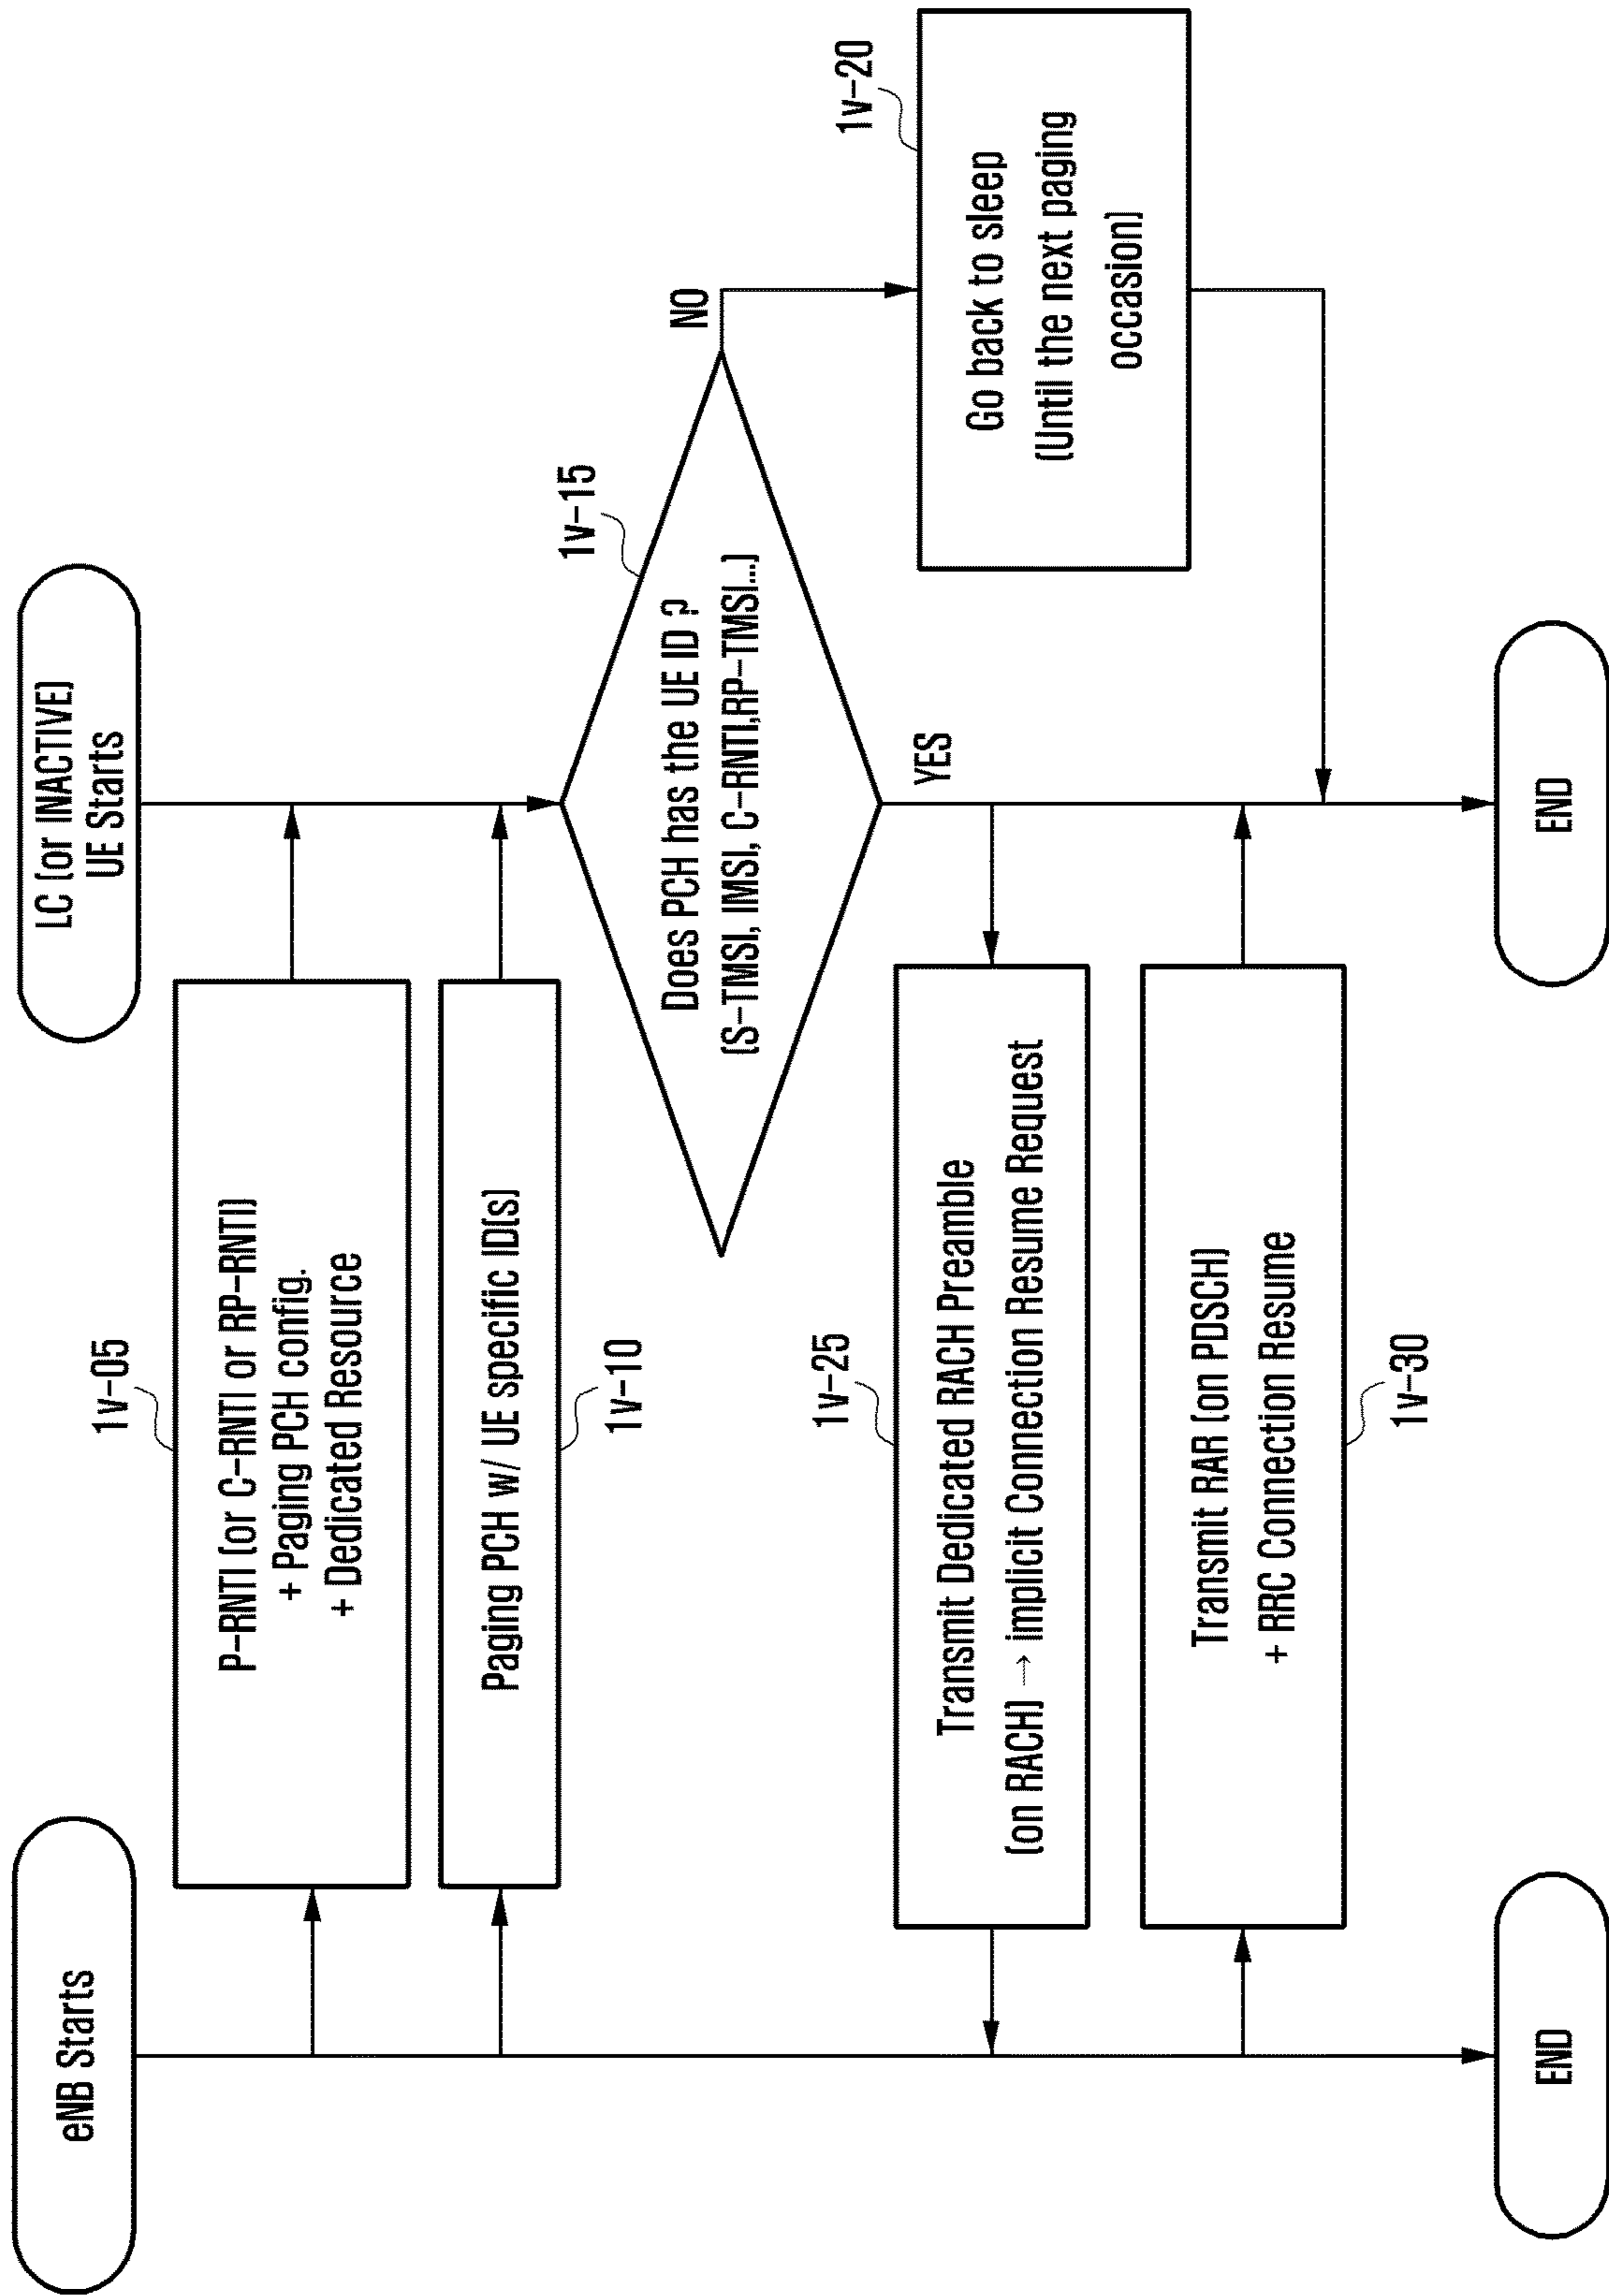 eNB Starts
LC (or INACTIVE)
UE Starts
1v-05
P-RNTI (or C-RNTI or RP-RNTI)
+ Paging PCH config.
+ Dedicated Resource
Paging PCH w/ UE specific ID(s)
1v-10
1v-15
Does PCH has the UE ID ?
(S-TMSI, IMSI, C-RNTI,RP-TMSI...)
NO
YES
1v-20
Go back to sleep
(Until the next paging
occasion)
1v-25
Transmit Dedicated RACH Preamble
(on RACH) → implicit Connection Resume Request
Transmit RAR (on PDSCH)
+ RRC Connection Resume
1v-30
END
END